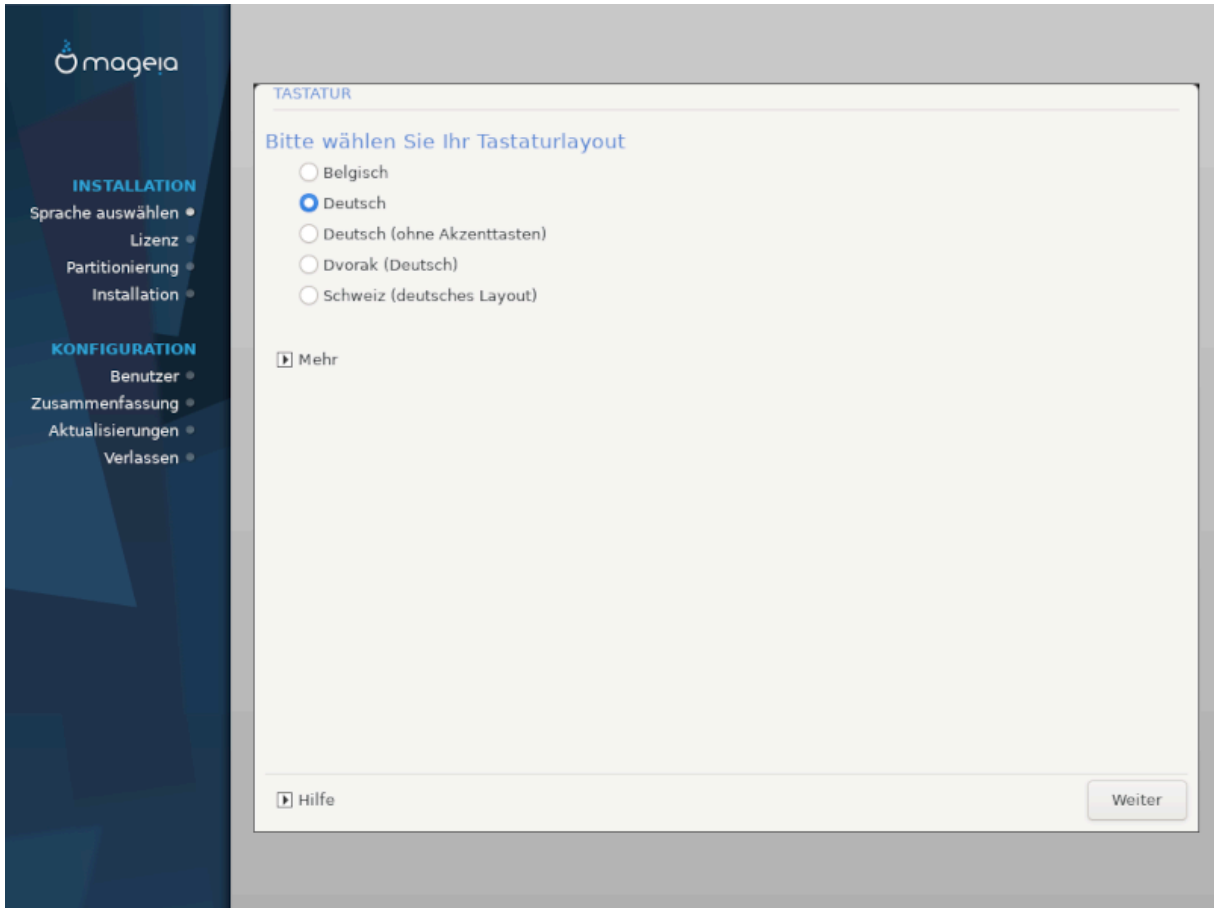 mageia
INSTALLATION
Sprache auswählen
Lizenz
Partitionierung
Installation
KONFIGURATION
Benutzer
Zusammenfassung
Aktualisierungen
Verlassen
TASTATUR
Bitte wählen Sie Ihr Tastaturlayout
Belgisch
Deutsch
Deutsch (ohne Akzenttasten)
Dvorak (Deutsch)
Schweiz (deutsches Layout)
Mehr
Hilfe
Weiter